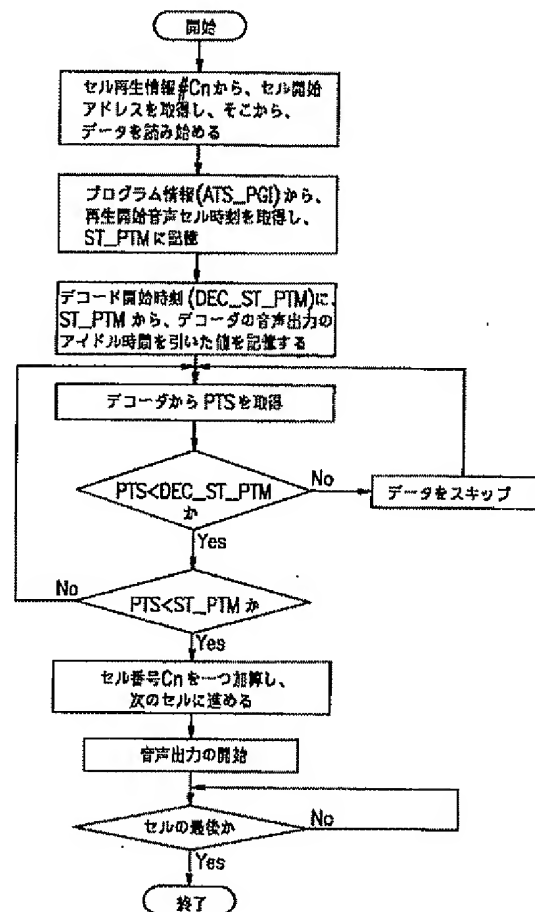 開始
セル再生情報#Cnから、セル開始
アドレスを取得し、そこから、
データを読み始める
プログラム情報(ATS_PGI)から、
再生開始音声セル時刻を取得し、
ST_PTMに記憶
デコード開始時刻(DEC_ST_PTM)に、
ST_PTMから、デコーダの音声出力の
アイドル時間を引いた値を記憶する
デコーダからPTSを取得
PTS<DEC_ST_PTM
か
No
データをスキップ
Yes
No
PTS<ST_PTMか
Yes
セル番号Cnを一つ加算し、
次のセルに進める
音声出力の開始
セルの最後か
No
Yes
終了